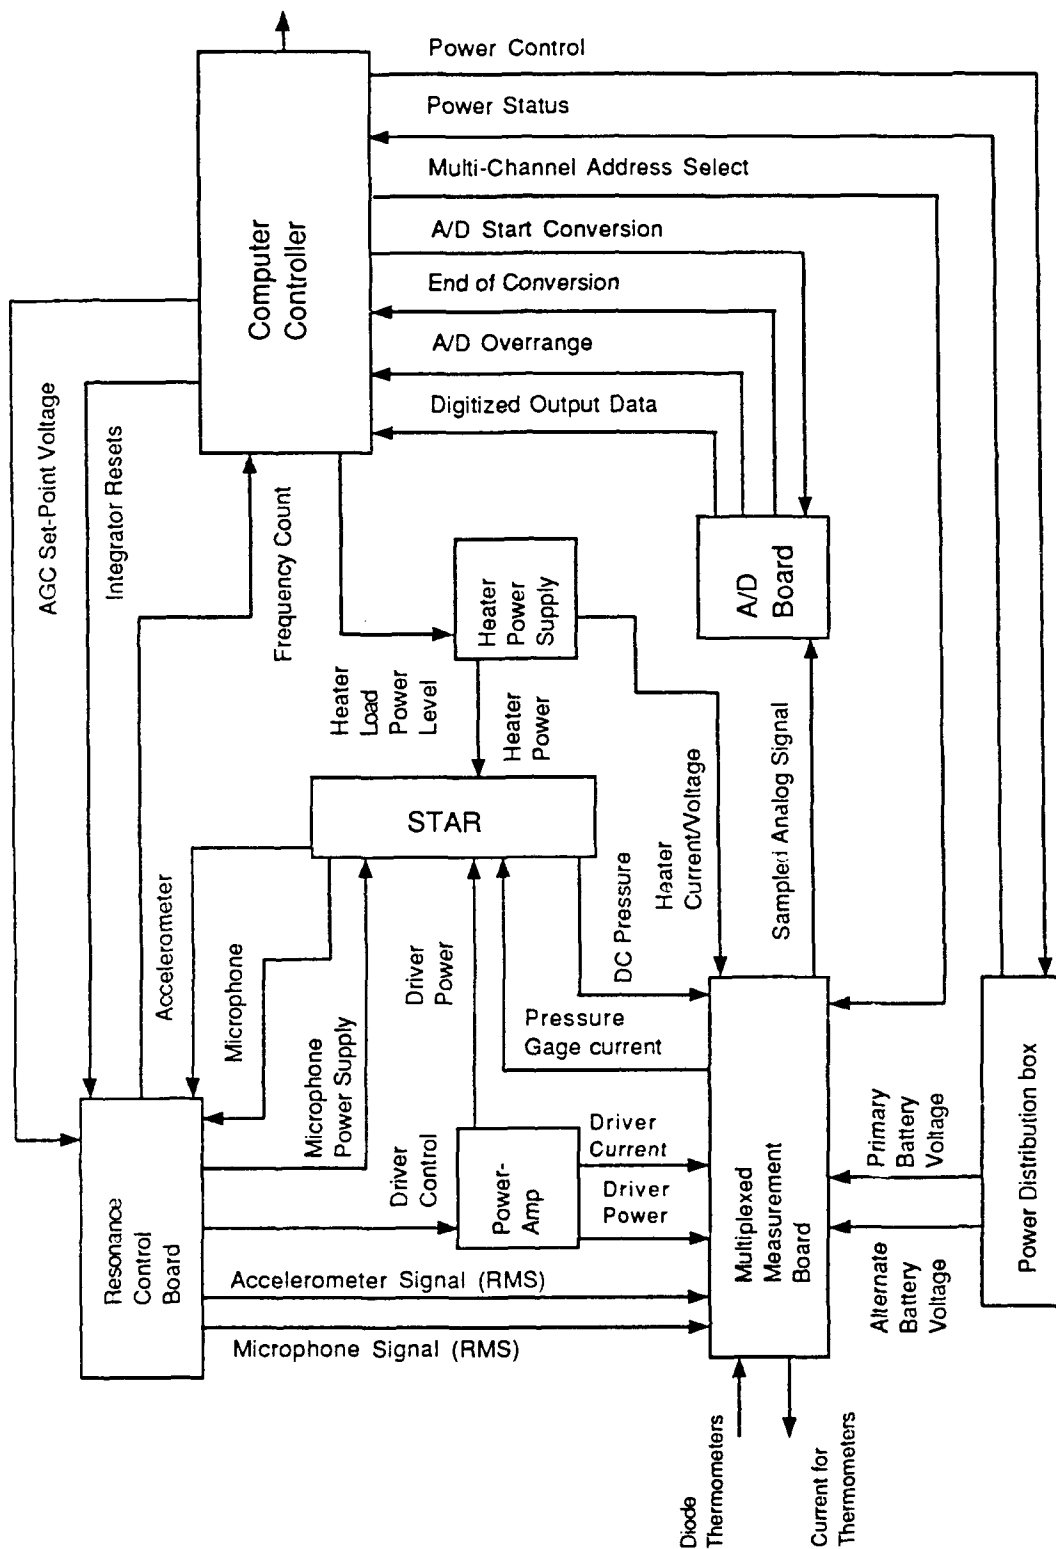 Power Control
Power Status
Multi-Channel Address Select
A/D Start Conversion
End of Conversion
A/D Overrange
Digitized Output Data
Computer
Controller
AGC Set-Point Voltage
Integrator Resets
Frequency Count
Heater
Load
Power
Level
Heater
Power
Supply
Heater
Power
A/D
Board
STAR
Accelerometer
Microphone
Microphone
Power Supply
Driver
Power
DC Pressure
Heater
Current/Voltage
Sampled Analog Signal
Pressure
Gage current
Driver
Control
Power-
Amp
Driver
Current
Driver
Power
Resonance
Control
Board
Accelerometer Signal (RMS)
Microphone Signal (RMS)
Multiplexed
Measurement
Board
Primary
Battery
Voltage
Alternate
Battery
Voltage
Power Distribution box
Diode
Thermometers
Current for
Thermometers